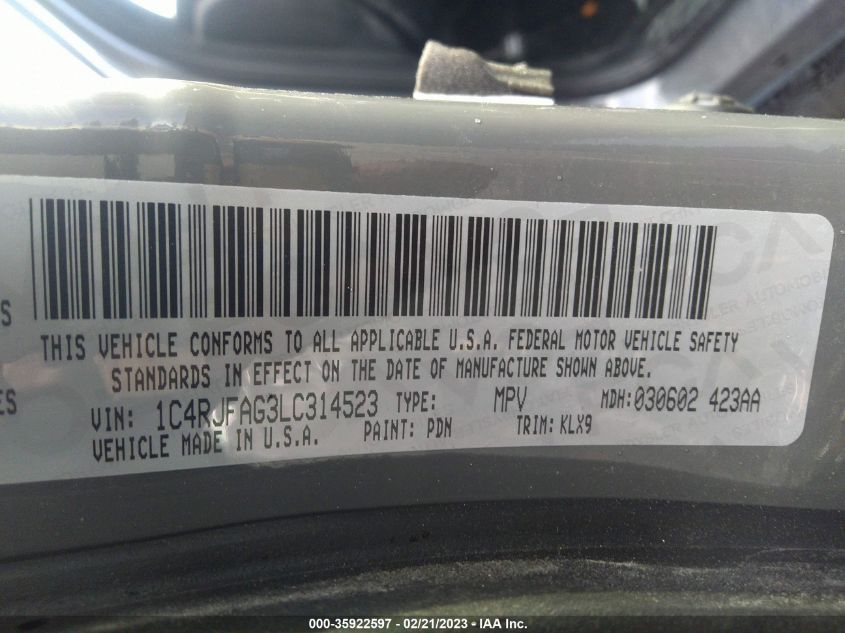 S
THIS VEHICLE CONFORMS TO ALL APPLICABLE U.S.A. FEDERAL MOTOR VEHICLE SAFETY
STANDARDS IN EFFECT ON THE DATE OF MANUFACTURE SHOWN ABOVE.
ES
VIN: 1C4RJFAG3LC314523 TYPE: MPV MDH:030602 423AA
VEHICLE MADE IN U.S.A. PAINT: PDN TRIM: KLX9
000-35922597 - 02/21/2023 - IAA Inc.